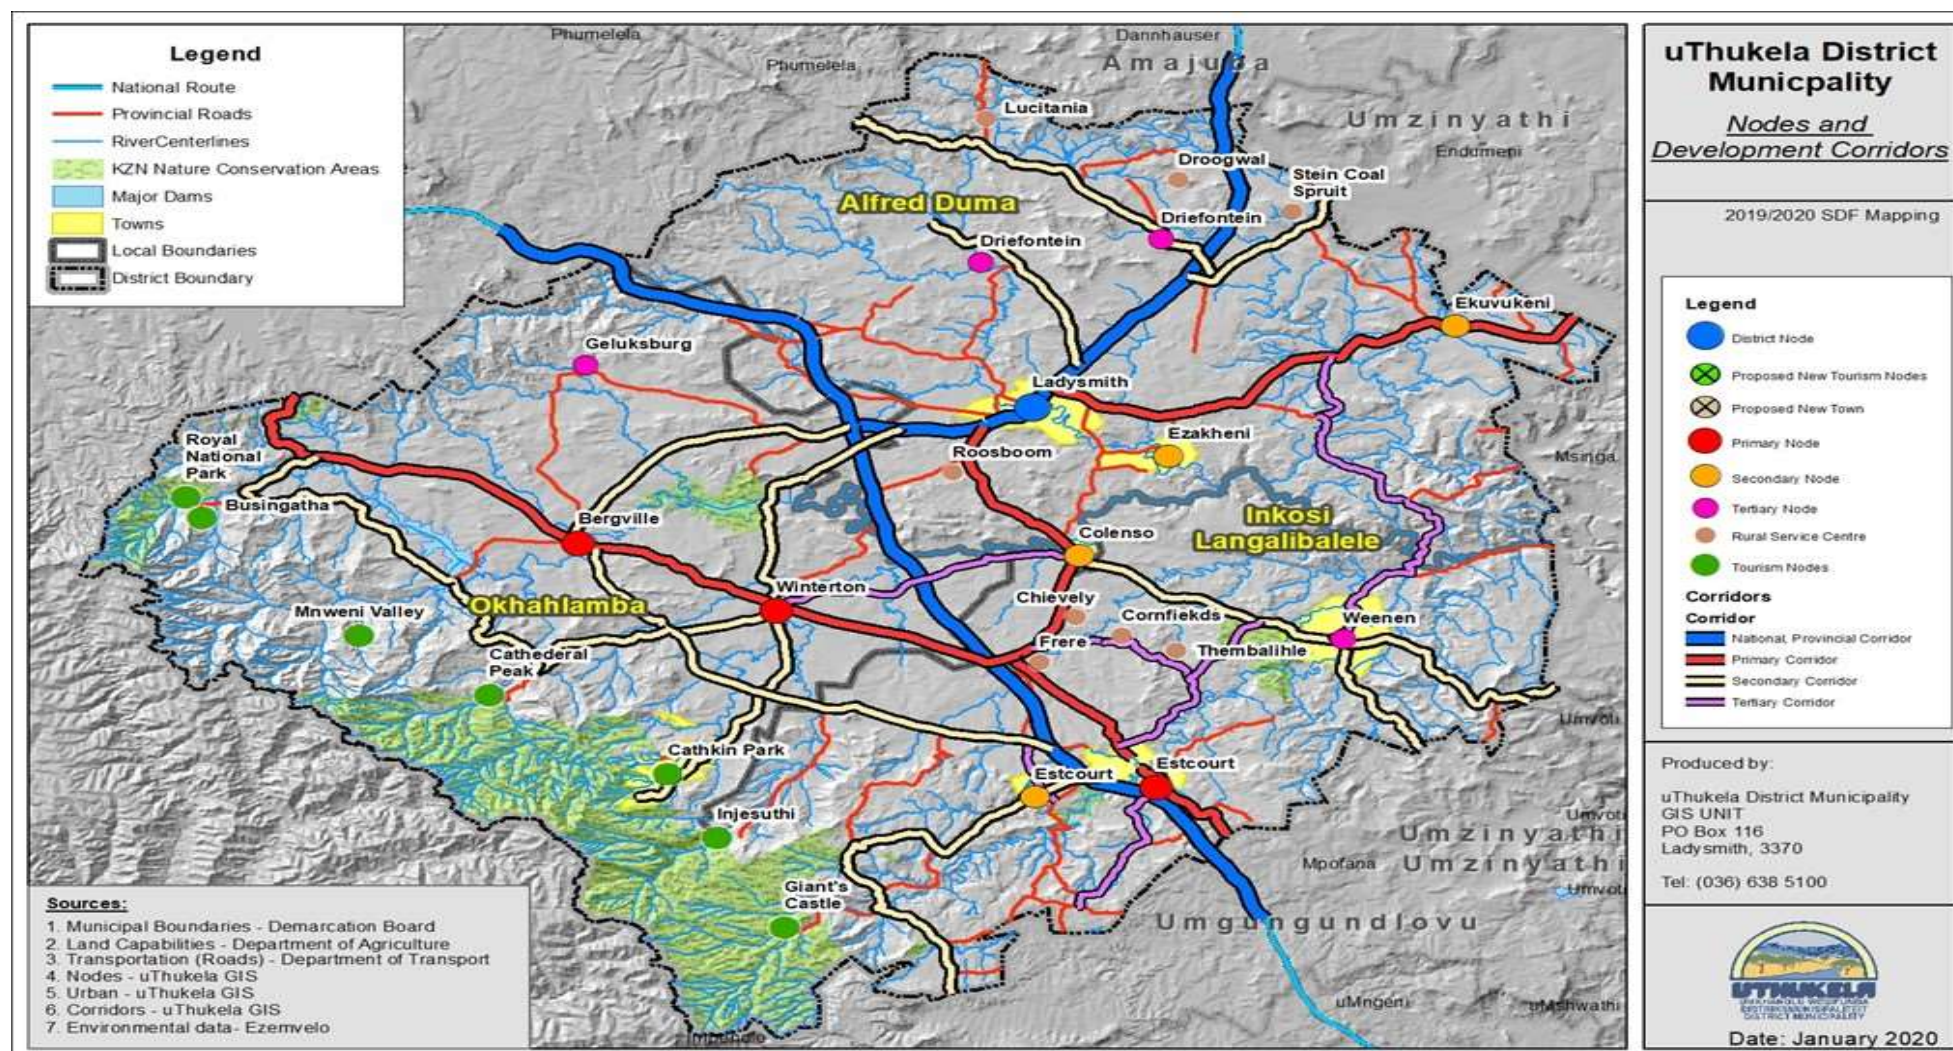 Legend
National Route
Provincial Roads
RiverCenterlines
KZN Nature Conservation Areas
Major Dams
Towns
Local Boundaries
District Boundary
Phumelela
Phumelela
Dannhauser
Amajuba
Umzinyathi
Endumeni
Lucitania
Droogwal
Stein Coal
Spruit
Alfred Duma
Driefontein
Driefontein
Ekuvukeni
Geluksburg
Ladysmith
Ezakheni
Roosboom
Msinga
Royal
National
Park
Busingatha
Bergville
Colenso
Inkosi
Langalibalele
Okhahlamba
Winterton
Chievely
Cornfiekds
Weenen
Mnweni Valley
Frere
Thembalihle
Cathederal
Peak
Umvoti
Cathkin Park
Estcourt
Estcourt
Injesuthi
Umvoti
Umzinyathi
Mpofana
Umzinyathi
Umvoti
Giant's
Castle
Umgungundlovu
uMngeni
uMshwathi
Sources:
1. Municipal Boundaries - Demarcation Board
2. Land Capabilities - Department of Agriculture
3. Transportation (Roads) - Department of Transport
4. Nodes - uThukela GIS
5. Urban - uThukela GIS
6. Corridors - uThukela GIS
7. Environmental data- Ezemvelo
uThukela District
Municpality
Nodes and
Development Corridors
2019/2020 SDF Mapping
Legend
District Node
Proposed New Tourism Nodes
Proposed New Town
Primary Node
Secondary Node
Tertiary Node
Rural Service Centre
Tourism Nodes
Corridors
Corridor
National, Provincial Corridor
Primary Corridor
Secondary Corridor
Tertiary Corridor
Produced by:
uThukela District Municipality
GIS UNIT
PO Box 116
Ladysmith, 3370
Tel: (036) 638 5100
UTHUKELA
DISTRICT MUNICIPALITY
Date: January 2020